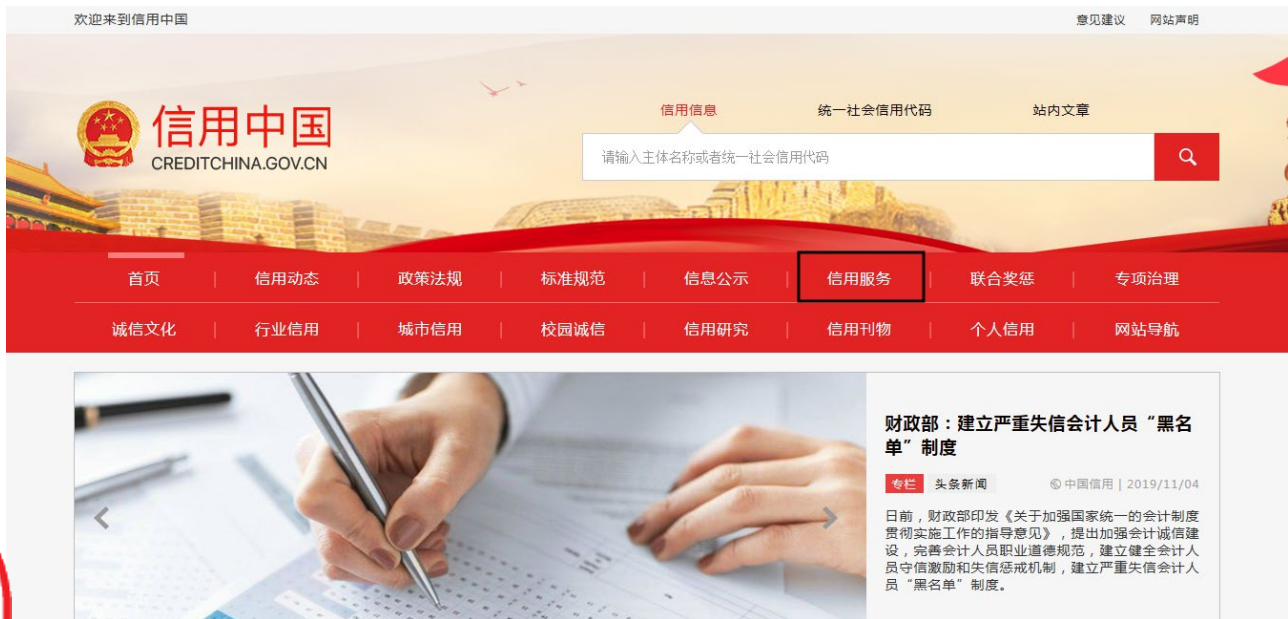 欢迎来到信用中国
意见建议 网站声明
信用中国
CREDITCHINA.GOV.CN
信用信息 统一社会信用代码 站内文章
请输入主体名称或者统一社会信用代码
首页 信用动态 政策法规 标准规范 信息公示 信用服务 联合奖惩 专项治理
诚信文化 行业信用 城市信用 校园诚信 信用研究 信用刊物 个人信用 网站导航
财政部：建立严重失信会计人员“黑名
单”制度
专栏 头条新闻 中国信用 | 2019/11/04
日前，财政部印发《关于加强国家统一的会计制度
贯彻实施工作的指导意见》，提出加强会计诚信建
设，完善会计人员职业道德规范，建立健全会计人
员守信激励和失信惩戒机制，建立严重失信会计人
员“黑名单”制度。